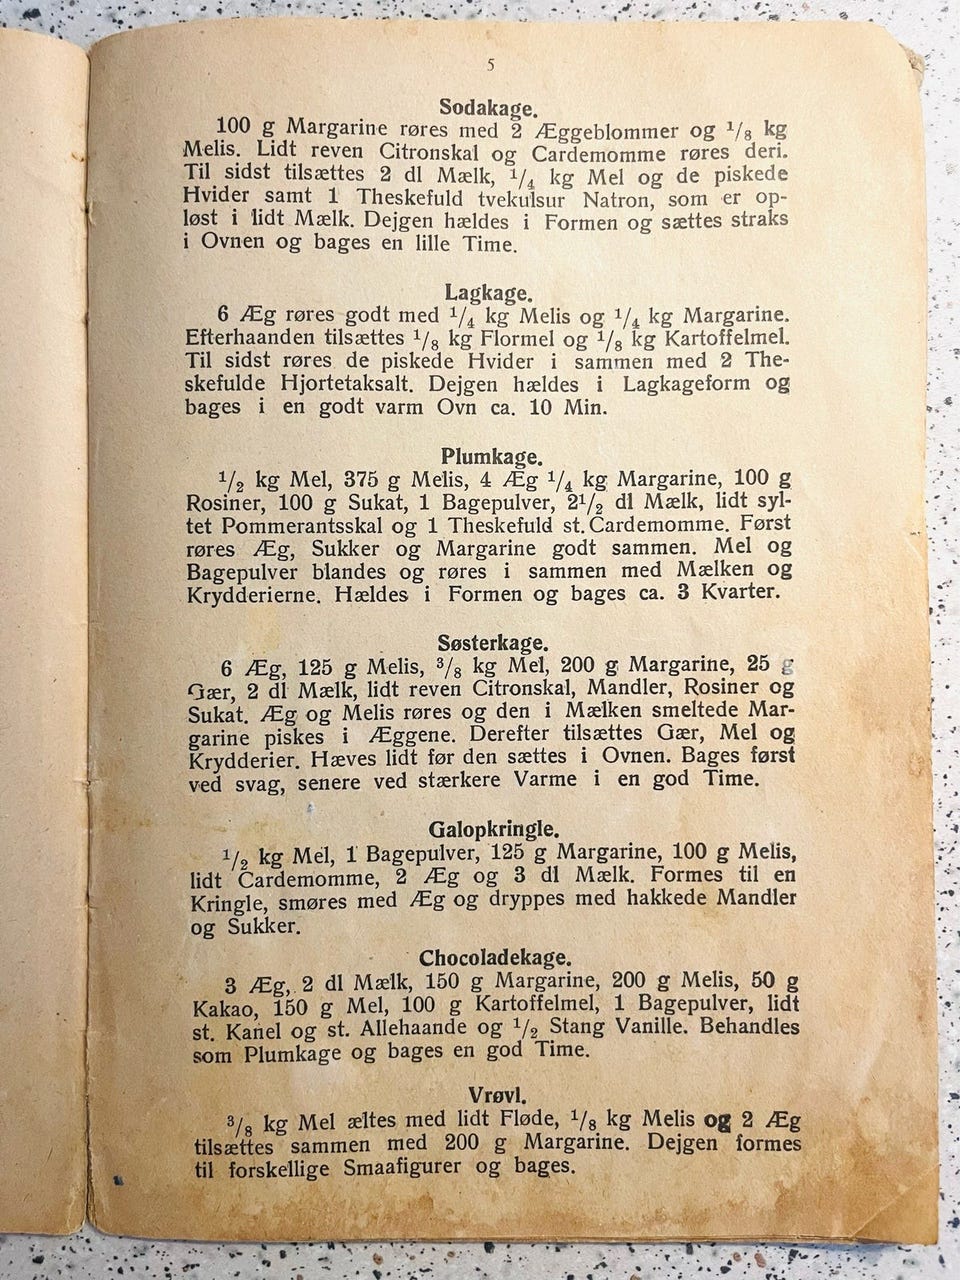 5
Sodakage.
100 g Margarine røres med 2 Æggeblommer og 1/8 kg
Melis. Lidt reven Citronskal og Cardemomme røres deri.
Til sidst tilsættes 2 dl Mælk, 1/4 kg Mel og de piskede
Hvider samt 1 Theskefuld tvekulsur Natron, som er op-
løst i lidt Mælk. Dejgen hældes i Formen og sættes straks
i Ovnen og bages en lille Time.
Lagkage.
6 Æg røres godt med 1/4 kg Melis og 1/4 kg Margarine.
Efterhaanden tilsættes 1/8 kg Flormel og 1/8 kg Kartoffelmel.
Til sidst røres de piskede Hvider i sammen med 2 The-
skefulde Hjortetaksalt. Dejgen hældes i Lagkageform og
bages i en godt varm Ovn ca. 10 Min.
Plumkage.
1/2 kg Mel, 375 g Melis, 4 Æg 1/4 kg Margarine, 100 g
Rosiner, 100 g Sukat, 1 Bagepulver, 2 1/2 dl Mælk, lidt syl-
tet Pommerantsskal og 1 Theskefuld st. Cardemomme. Først
røres Æg, Sukker og Margarine godt sammen. Mel og
Bagepulver blandes og røres i sammen med Mælken og
Krydderierne. Hældes i Formen og bages ca. 3 Kvarter.
Søsterkage.
6 Æg, 125 g Melis, 3/8 kg Mel, 200 g Margarine, 25 g
Gær, 2 dl Mælk, lidt reven Citronskal, Mandler, Rosiner og
Sukat. Æg og Melis røres og den i Mælken smeltede Mar-
garine piskes i Æggene. Derefter tilsættes Gær, Mel og
Krydderier. Hæves lidt før den sættes i Ovnen. Bages først
ved svag, senere ved stærkere Varme i en god Time.
Galopkringle.
1/2 kg Mel, 1 Bagepulver, 125 g Margarine, 100 g Melis,
lidt Cardemomme, 2 Æg og 3 dl Mælk. Formes til en
Kringle, smøres med Æg og dryppes med hakkede Mandler
og Sukker.
Chocoladekage.
3 Æg, 2 dl Mælk, 150 g Margarine, 200 g Melis, 50 g
Kakao, 150 g Mel, 100 g Kartoffelmel, 1 Bagepulver, lidt
st. Kanel og st. Allehaande og 1/2 Stang Vanille. Behandles
som Plumkage og bages en god Time.
Vrøvl.
3/8 kg Mel æltes med lidt Fløde, 1/8 kg Melis og 2 Æg
tilsættes sammen med 200 g Margarine. Dejgen formes
til forskellige Smaafigurer og bages.